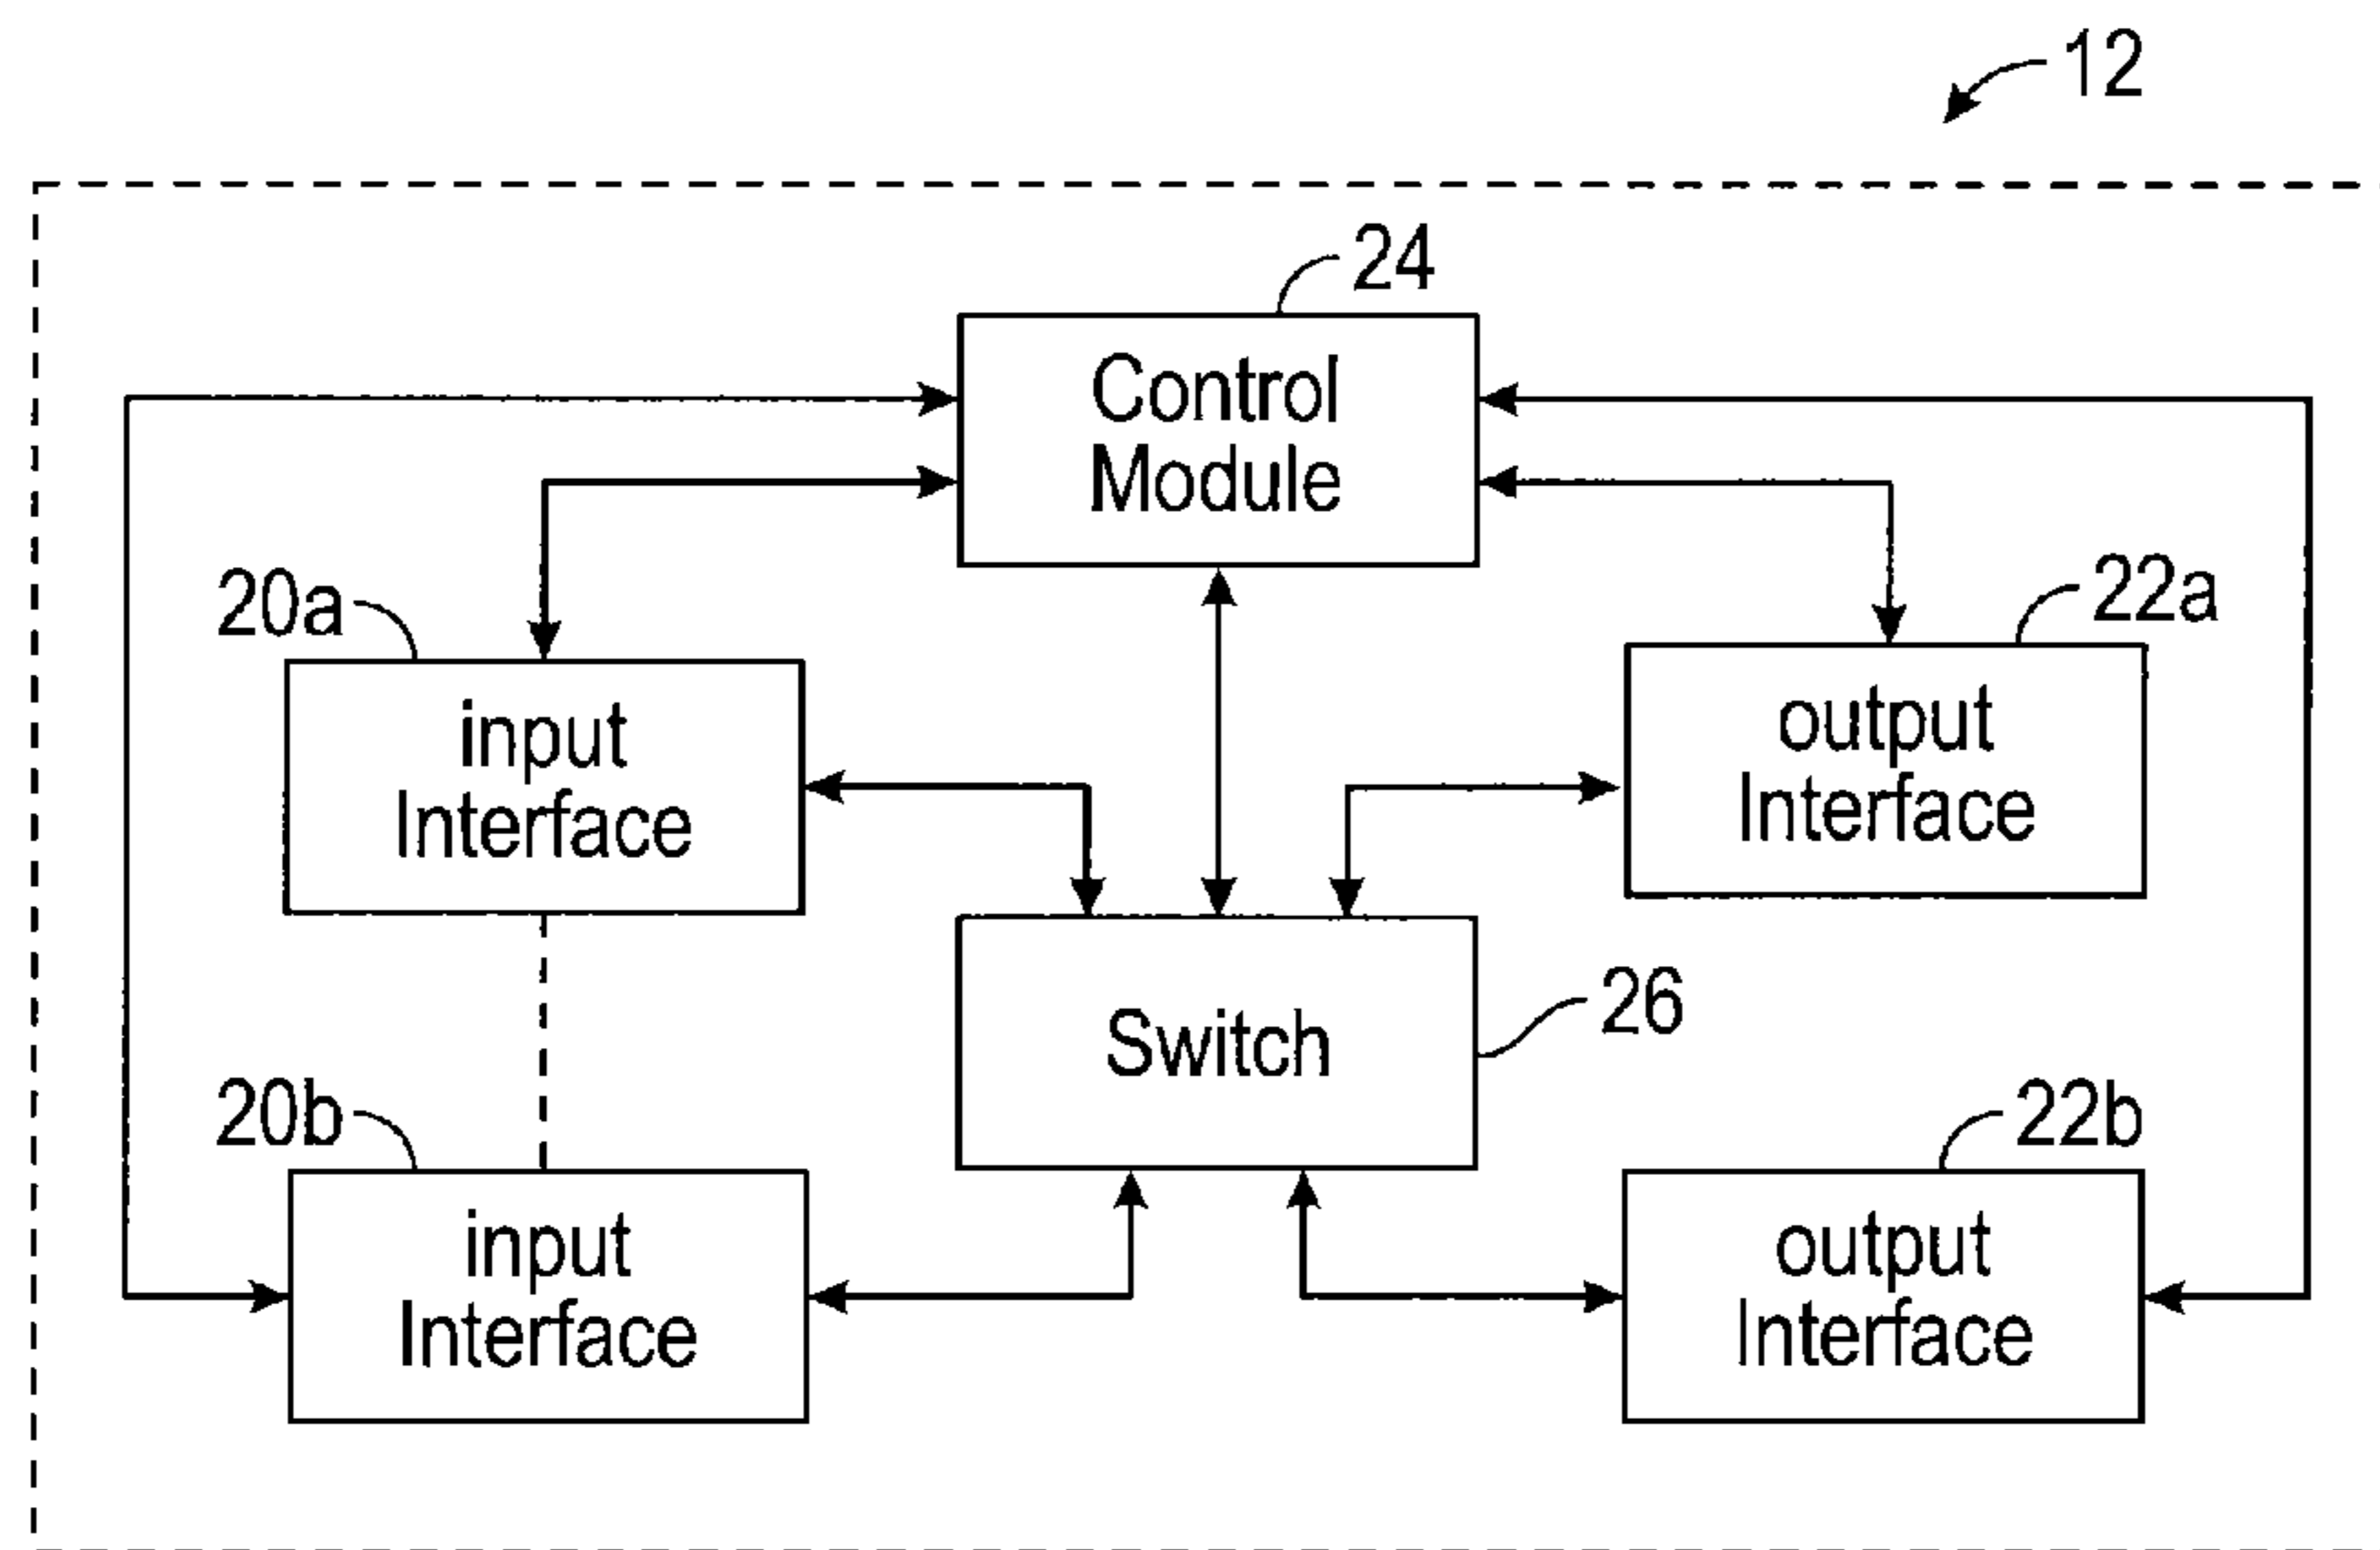 12
24
Control
Module
20a
22a
input
Interface
output
Interface
Switch
26
20b
22b
input
Interface
output
Interface